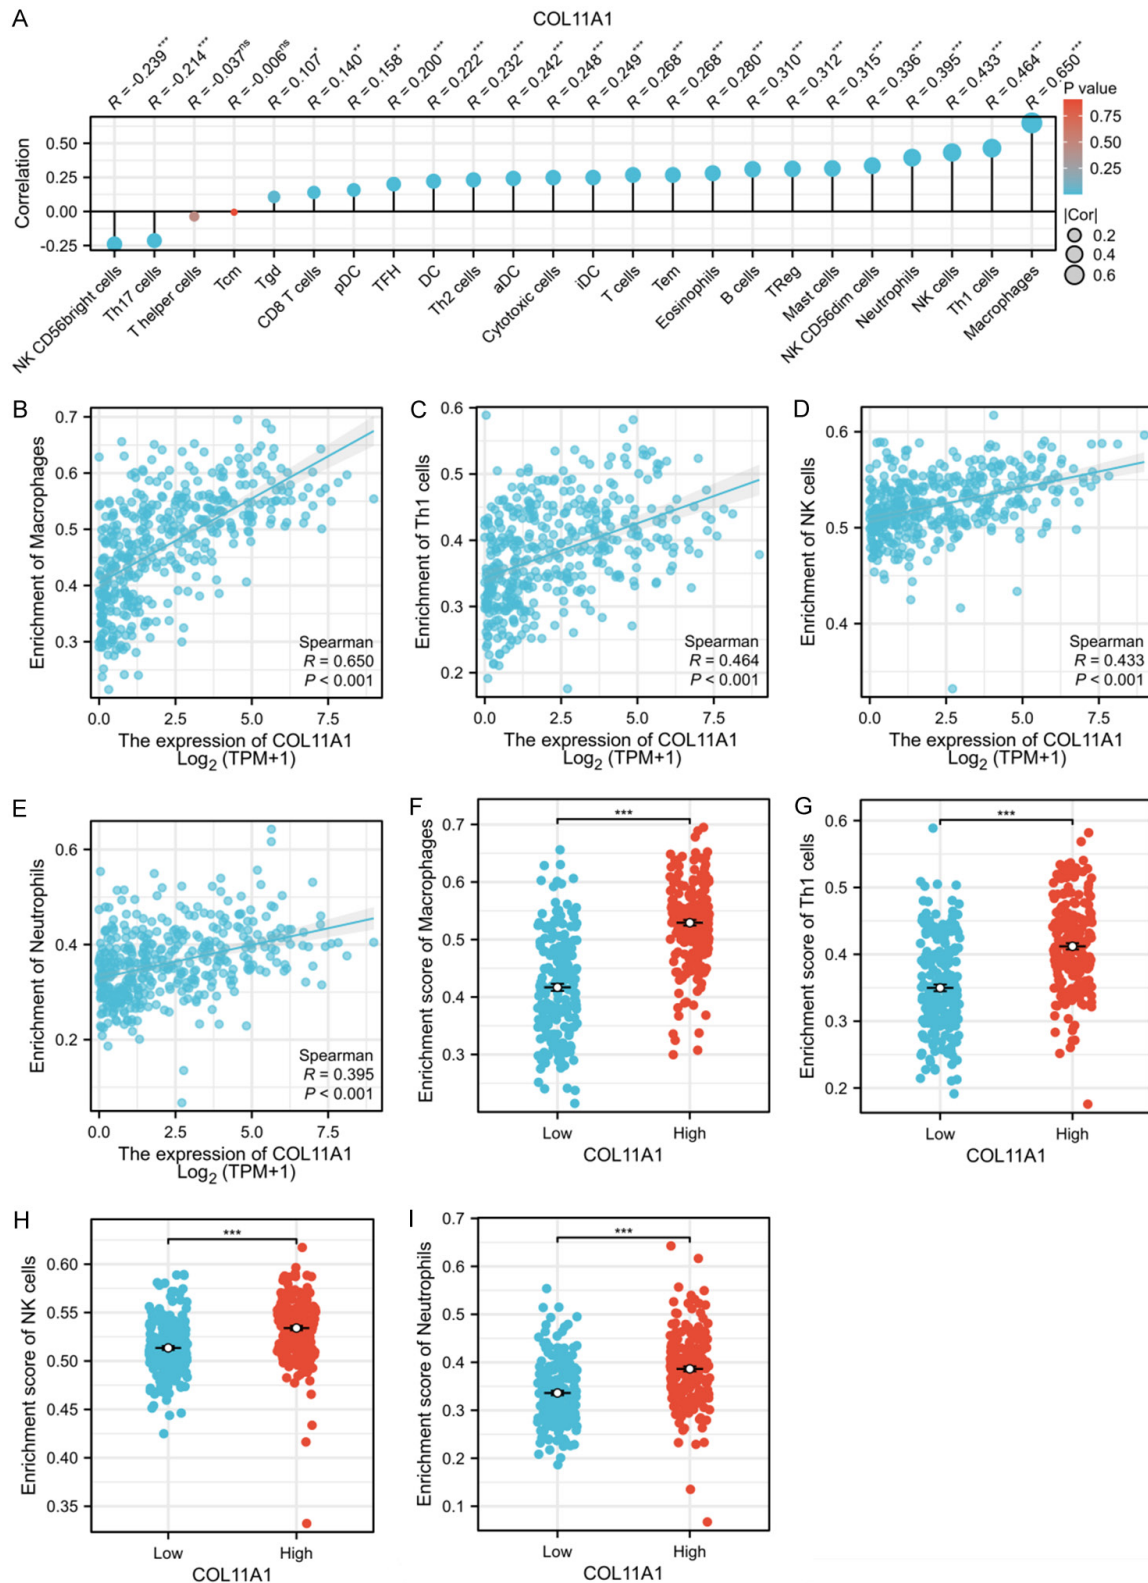 A
COL11A1
R = -0.239***
R = -0.214***
R = -0.037ns
R = -0.006ns
R = 0.107*
R = 0.140**
R = 0.158**
R = 0.200***
R = 0.222***
R = 0.232***
R = 0.242***
R = 0.248***
R = 0.249***
R = 0.268***
R = 0.268***
R = 0.280***
R = 0.310***
R = 0.312***
R = 0.315***
R = 0.336***
R = 0.395***
R = 0.433***
R = 0.464***
R = 0.650***
Correlation
0.50
0.25
0.00
-0.25
NK CD56bright cells
Th17 cells
T helper cells
Tcm
Tgd
CD8 T cells
pDC
TFH
DC
Th2 cells
aDC
Cytotoxic cells
iDC
T cells
Tem
Eosinophils
B cells
TReg
Mast cells
NK CD56dim cells
Neutrophils
NK cells
Th1 cells
Macrophages
P value
0.75
0.50
0.25
|Cor|
0.2
0.4
0.6
B
Enrichment of Macrophages
0.7
0.6
0.5
0.4
0.3
Spearman
R = 0.650
P < 0.001
0.0 2.5 5.0 7.5
The expression of COL11A1
Log2 (TPM+1)
C
Enrichment of Th1 cells
0.6
0.5
0.4
0.3
0.2
Spearman
R = 0.464
P < 0.001
0.0 2.5 5.0 7.5
The expression of COL11A1
Log2 (TPM+1)
D
Enrichment of NK cells
0.6
0.5
0.4
Spearman
R = 0.433
P < 0.001
0.0 2.5 5.0 7.5
The expression of COL11A1
Log2 (TPM+1)
E
Enrichment of Neutrophils
0.6
0.4
0.2
Spearman
R = 0.395
P < 0.001
0.0 2.5 5.0 7.5
The expression of COL11A1
Log2 (TPM+1)
F
Enrichment score of Macrophages
0.7
0.6
0.5
0.4
0.3
***
Low High
COL11A1
G
Enrichment score of Th1 cells
0.6
0.5
0.4
0.3
0.2
***
Low High
COL11A1
H
Enrichment score of NK cells
0.60
0.55
0.50
0.45
0.40
0.35
***
Low High
COL11A1
I
Enrichment score of Neutrophils
0.7
0.6
0.5
0.4
0.3
0.2
0.1
***
Low High
COL11A1